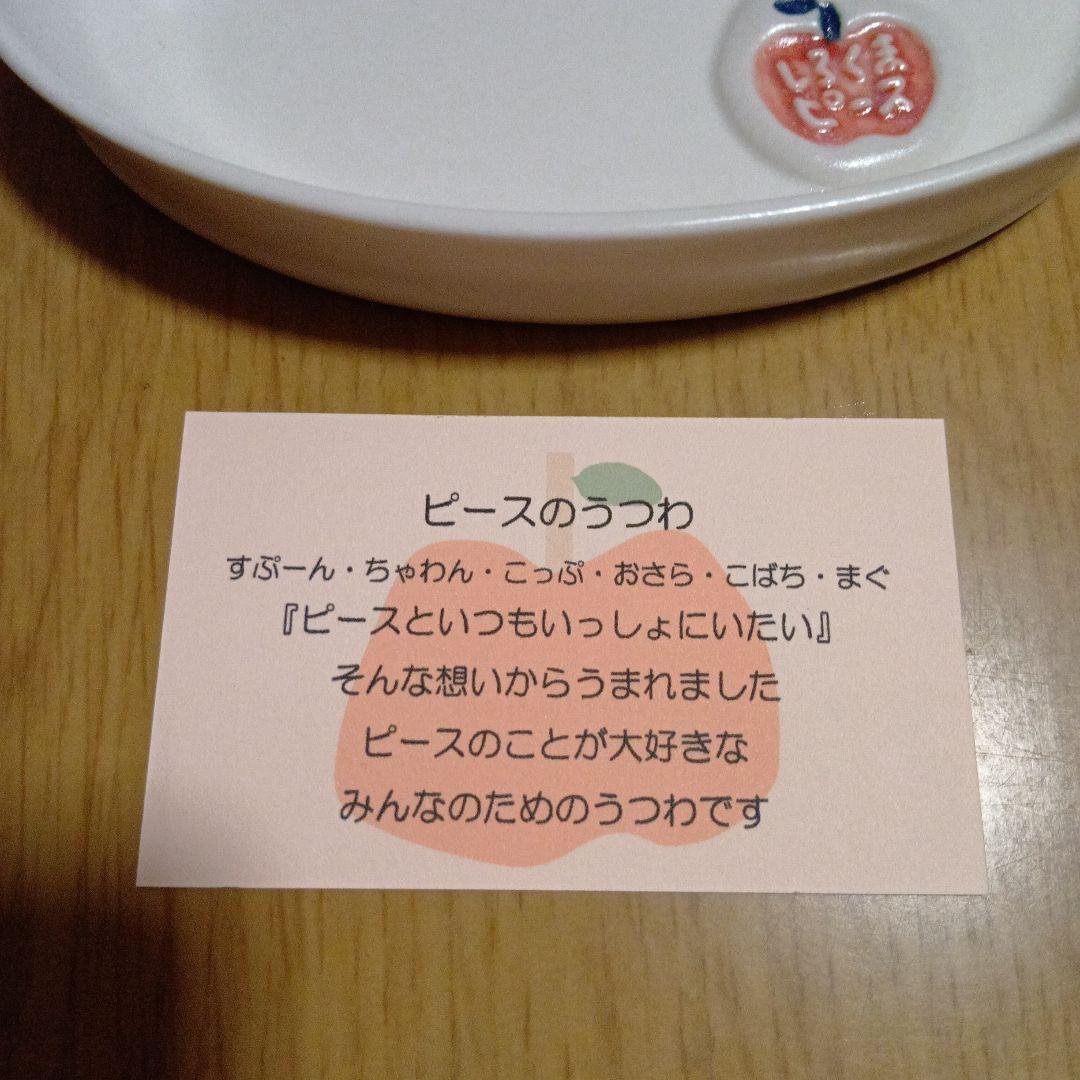 しろくま
ピースのうつわ
すぷーん・ちゃわん・こっぷ・おさら・こばち・まぐ
『ピースといつもいっしょにいたい』
そんな想いからうまれました
ピースのことが大好きな
みんなのためのうつわです